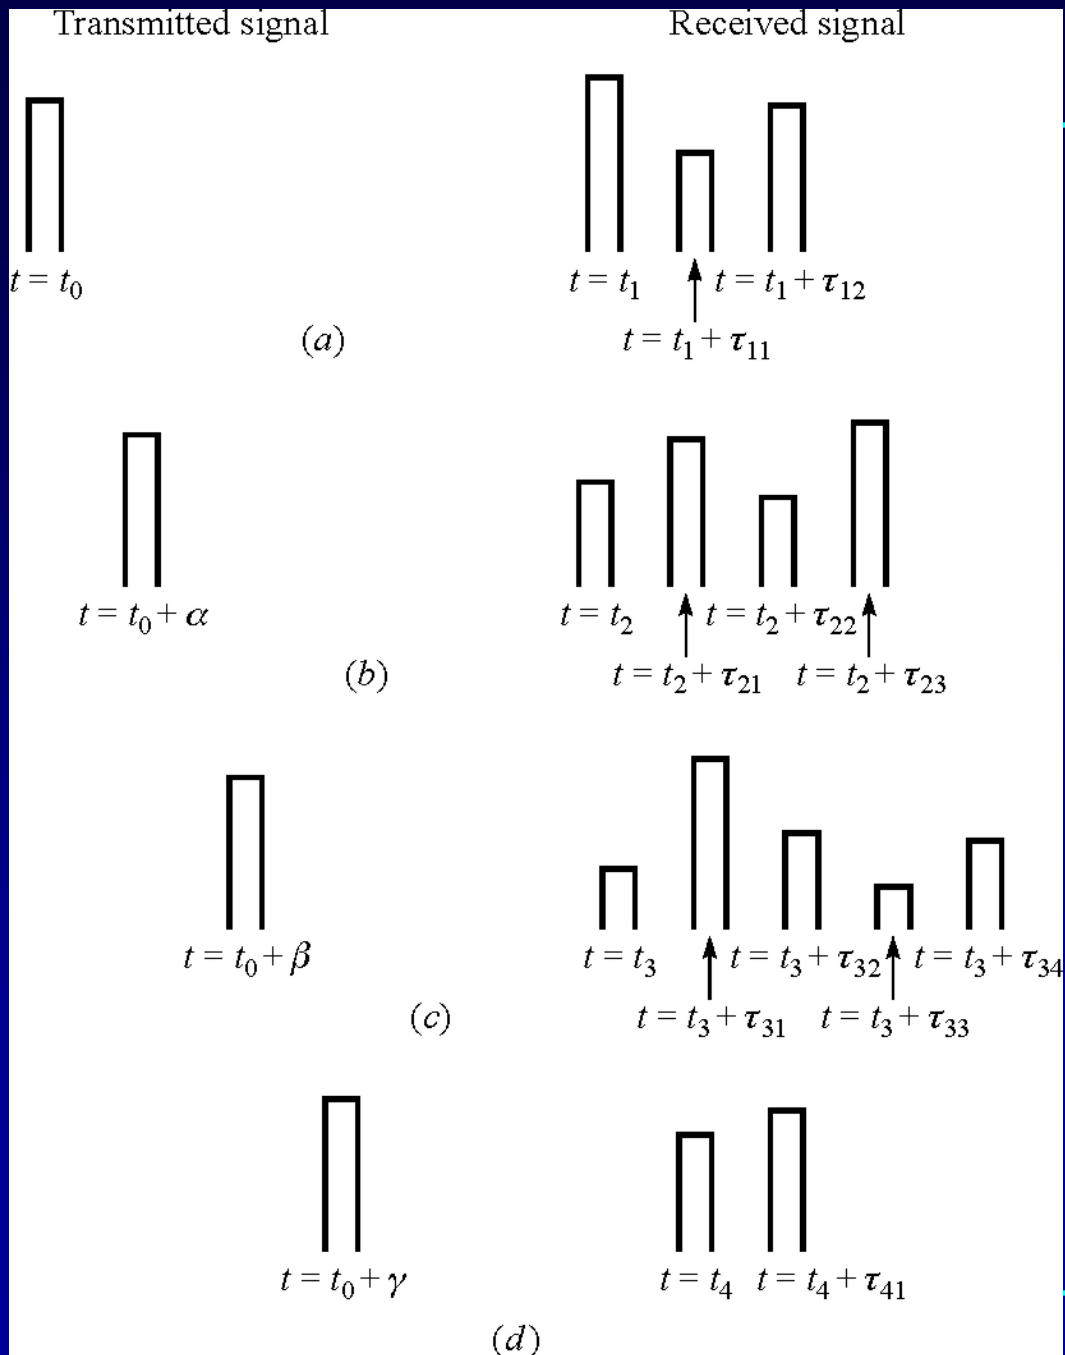 Transmitted signal
Received signal
t = t₀
t = t₁
t = t₁ + τ₁₂
t = t₁ + τ₁₁
(a)
t = t₀ + α
t = t₂
t = t₂ + τ₂₂
t = t₂ + τ₂₁
t = t₂ + τ₂₃
(b)
t = t₀ + β
t = t₃
t = t₃ + τ₃₂
t = t₃ + τ₃₄
t = t₃ + τ₃₁
t = t₃ + τ₃₃
(c)
t = t₀ + γ
t = t₄
t = t₄ + τ₄₁
(d)